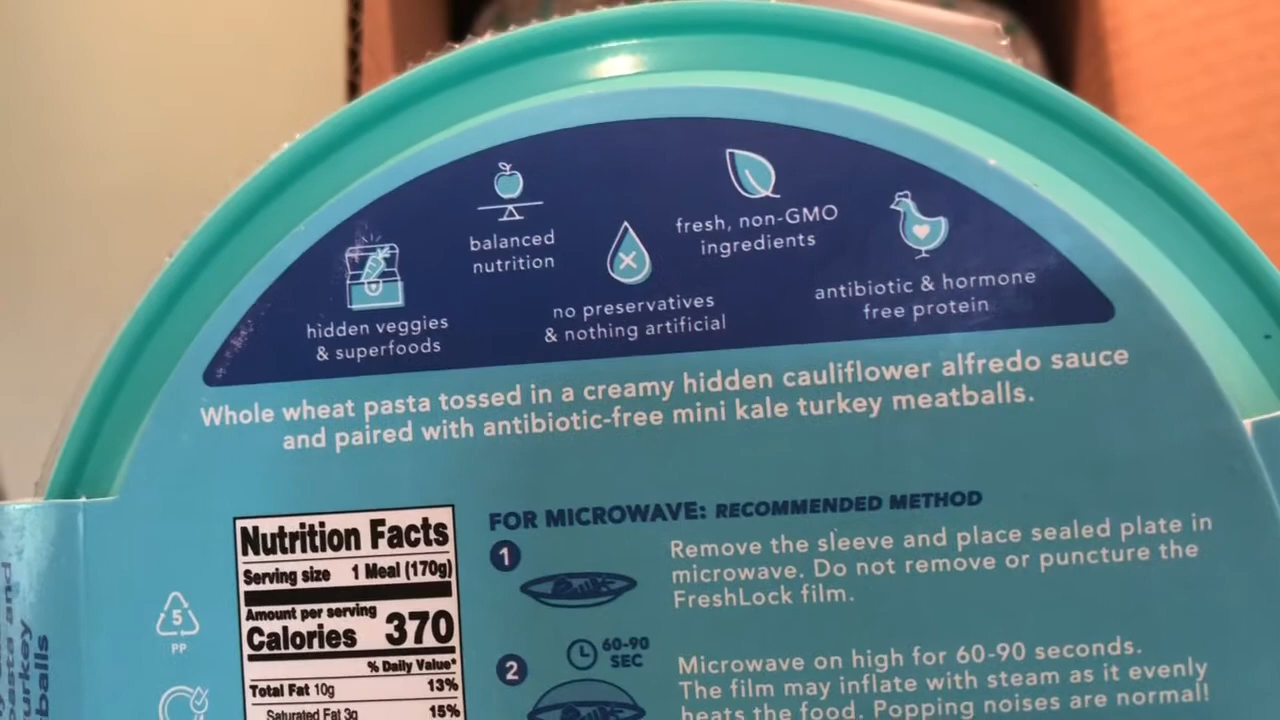 balanced
nutrition
fresh, non-GMO
ingredients
hidden veggies
& superfoods
no preservatives
& nothing artificial
antibiotic & hormone
free protein
Whole wheat pasta tossed in a creamy hidden cauliflower alfredo sauce
and paired with antibiotic-free mini kale turkey meatballs.
Nutrition Facts
Serving size 1 Meal (170g)
Amount per serving
Calories 370
% Daily Value*
Total Fat 10g 13%
Saturated Fat 3g 15%
FOR MICROWAVE: RECOMMENDED METHOD
1
Remove the sleeve and place sealed plate in
microwave. Do not remove or puncture the
FreshLock film.
2
60-90
SEC
Microwave on high for 60-90 seconds.
The film may inflate with steam as it evenly
heats the food. Popping noises are normal!
5
PP
pasta and
turkey
balls